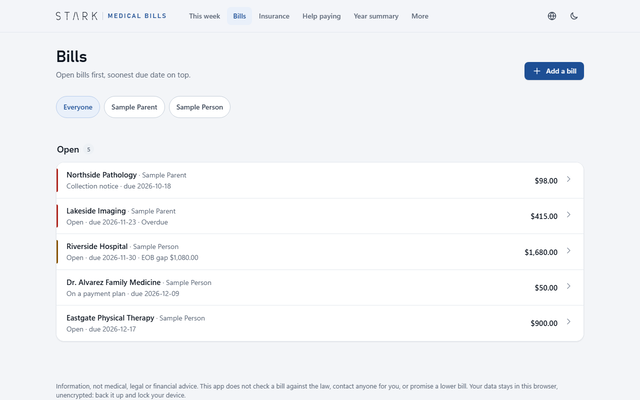 STARK MEDICAL BILLS This week Bills Insurance Help paying Year summary More
Bills
Open bills first, soonest due date on top.
Add a bill
Everyone Sample Parent Sample Person
Open 5
Northside Pathology · Sample Parent
Collection notice · due 2026-10-18
$98.00
Lakeside Imaging · Sample Parent
Open · due 2026-11-23 · Overdue
$415.00
Riverside Hospital · Sample Person
Open · due 2026-11-30 · EOB gap $1,080.00
$1,680.00
Dr. Alvarez Family Medicine · Sample Person
On a payment plan · due 2026-12-09
$50.00
Eastgate Physical Therapy · Sample Person
Open · due 2026-12-17
$900.00
Information, not medical, legal or financial advice. This app does not check a bill against the law, contact anyone for you, or promise a lower bill. Your data stays in this browser,
unencrypted: back it up and lock your device.